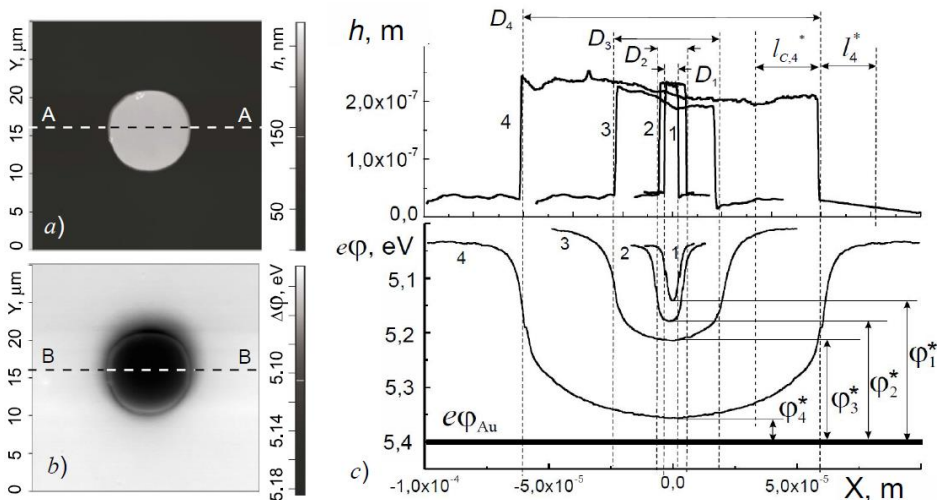 Y, μm
20
15
10
5
0
A
A
a)
h, nm
150
50
Y, μm
20
15
10
5
0
B
B
b)
Δφ, eV
5.10
5.14
5.18
h, m
2,0x10⁻⁷
1,0x10⁻⁷
0,0
D₄
D₃
D₂
D₁
l*C,4
l*4
4
3
2
1
eφ, eV
5,1
5,2
5,3
5,4
4
3
2
1
φ₁*
φ₂*
φ₃*
φ₄*
eφAu
c)
-1,0x10⁻⁴
-5,0x10⁻⁵
0,0
5,0x10⁻⁵
X, m